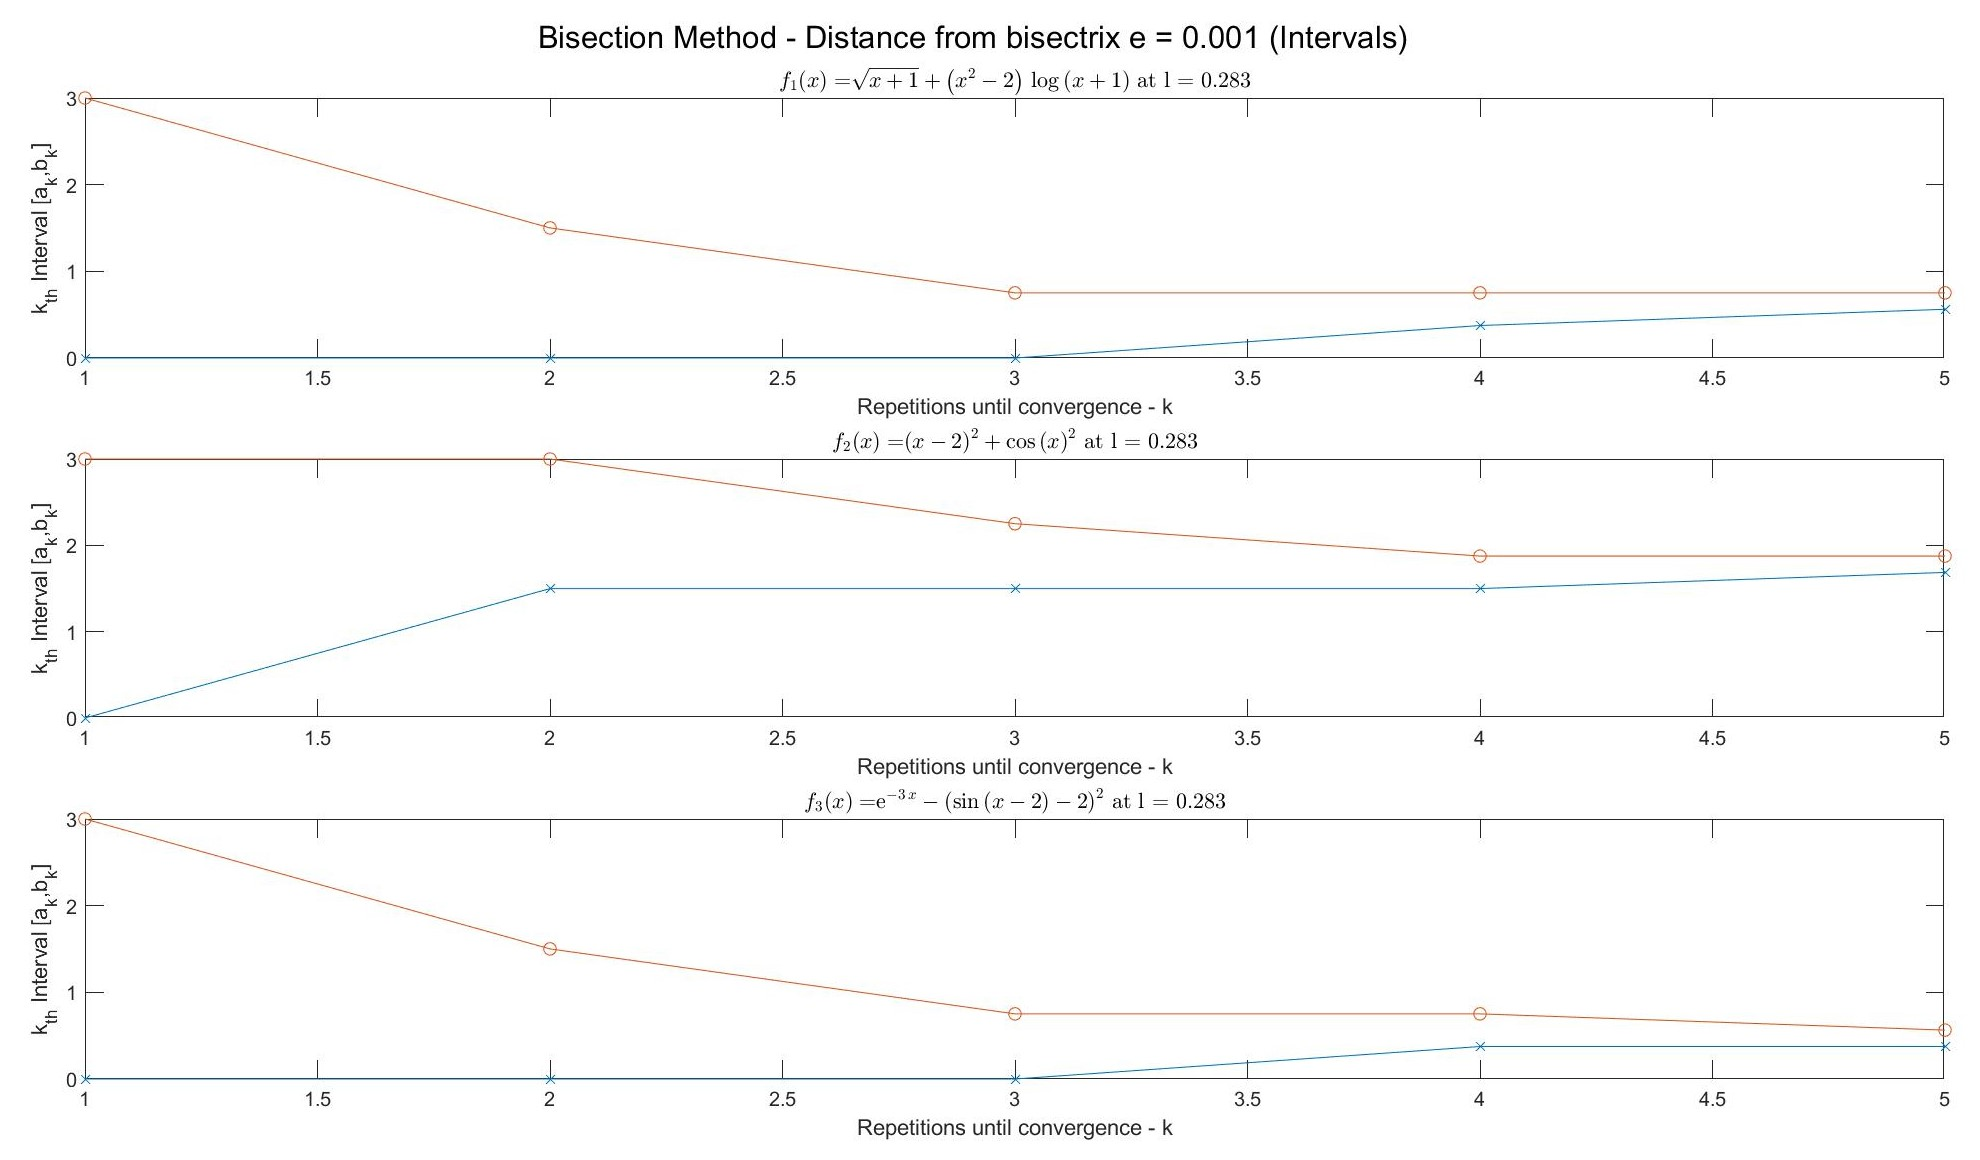 Bisection Method - Distance from bisectrix e = 0.001 (Intervals)
f₁(x) =√(x + 1) + (x² − 2) log (x + 1) at l = 0.283
k_th Interval [a_k,b_k]
3
2
1
0
1 1.5 2 2.5 3 3.5 4 4.5 5
Repetitions until convergence - k
f₂(x) =(x − 2)² + cos (x)² at l = 0.283
k_th Interval [a_k,b_k]
3
2
1
0
1 1.5 2 2.5 3 3.5 4 4.5 5
Repetitions until convergence - k
f₃(x) =e^(−3 x) − (sin (x − 2) − 2)² at l = 0.283
k_th Interval [a_k,b_k]
3
2
1
0
1 1.5 2 2.5 3 3.5 4 4.5 5
Repetitions until convergence - k